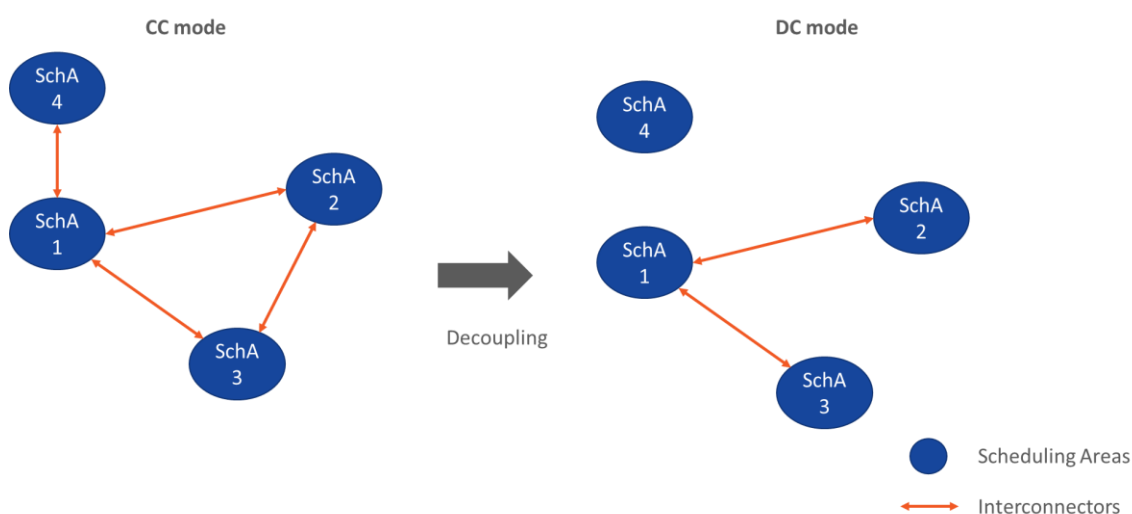 CC mode
SchA
4
SchA
2
SchA
1
SchA
3
Decoupling
DC mode
SchA
4
SchA
2
SchA
1
SchA
3
Scheduling Areas
Interconnectors